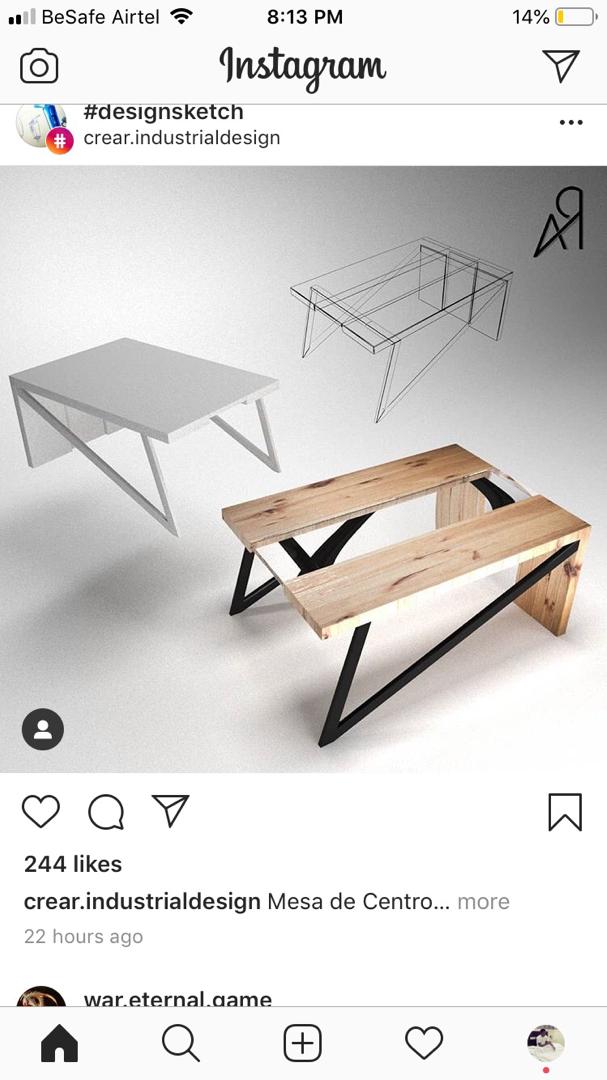 BeSafe Airtel 8:13 PM 14%
Instagram
#designsketch
crear.industrialdesign
244 likes
crear.industrialdesign Mesa de Centro... more
22 hours ago
war.eternal.game